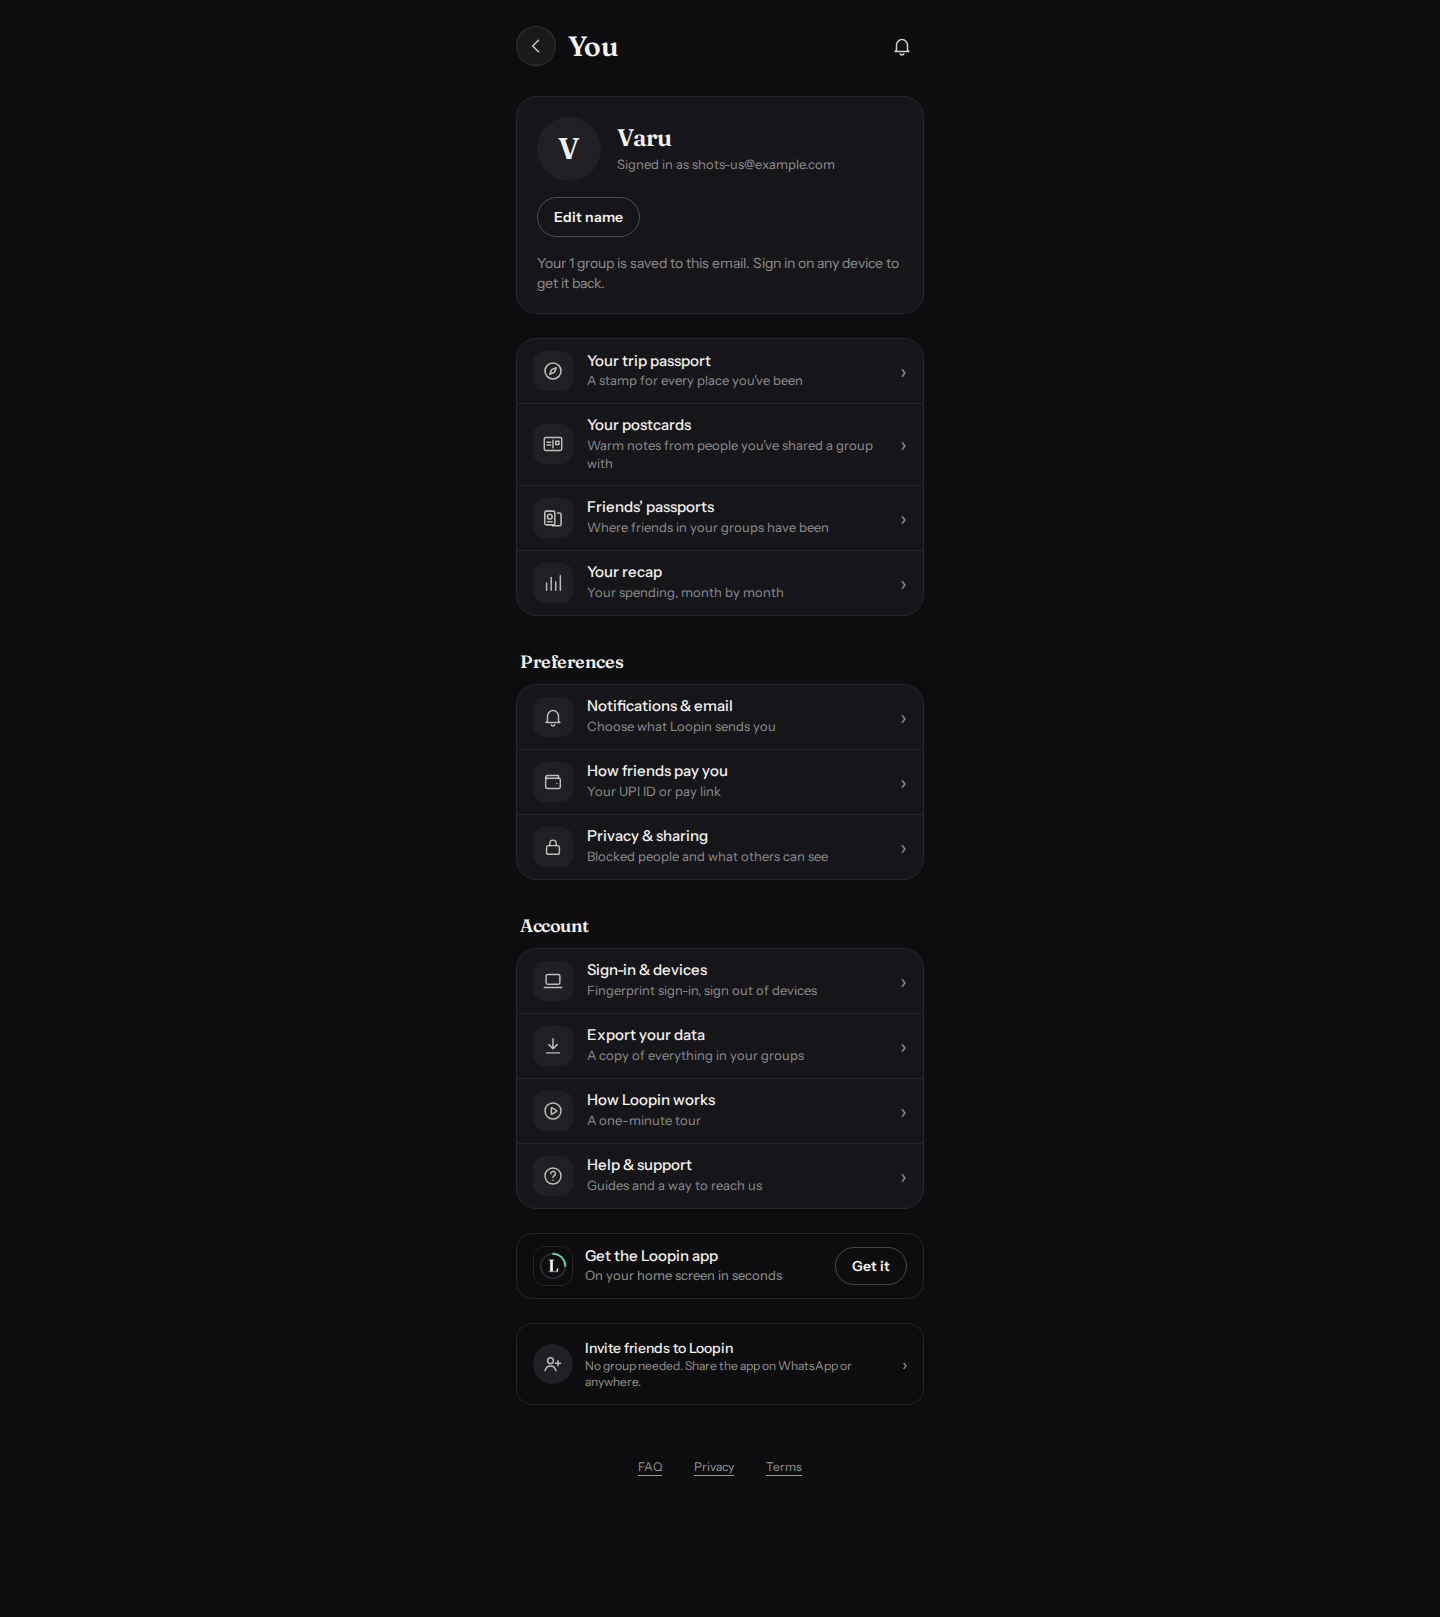 You
V
Varu
Signed in as shots-us@example.com
Edit name
Your 1 group is saved to this email. Sign in on any device to
get it back.
Your trip passport
A stamp for every place you’ve been
Your postcards
Warm notes from people you’ve shared a group
with
Friends’ passports
Where friends in your groups have been
Your recap
Your spending, month by month
Preferences
Notifications & email
Choose what Loopin sends you
How friends pay you
Your UPI ID or pay link
Privacy & sharing
Blocked people and what others can see
Account
Sign-in & devices
Fingerprint sign-in, sign out of devices
Export your data
A copy of everything in your groups
How Loopin works
A one-minute tour
Help & support
Guides and a way to reach us
L
Get the Loopin app
On your home screen in seconds
Get it
Invite friends to Loopin
No group needed. Share the app on WhatsApp or
anywhere.
FAQ Privacy Terms